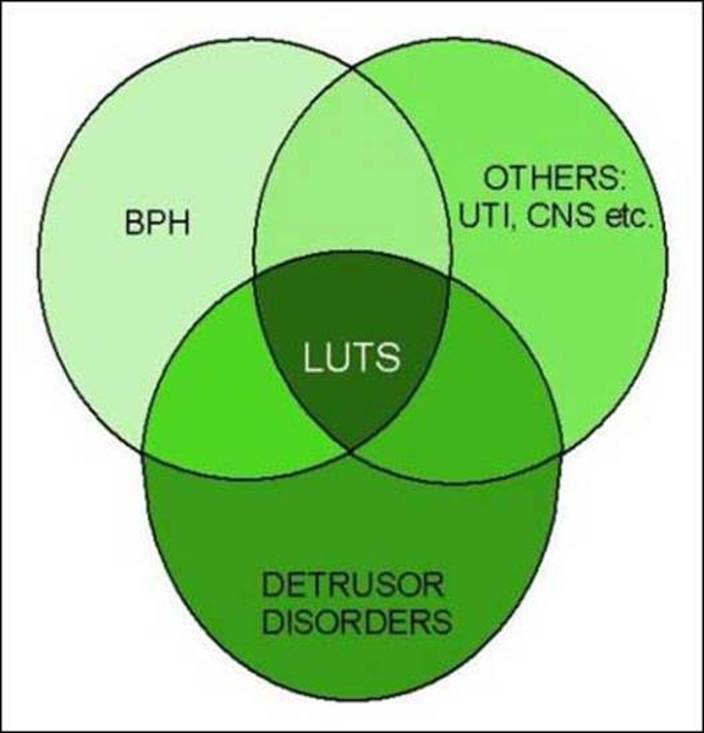 BPH
OTHERS:
UTI, CNS etc.
LUTS
DETRUSOR
DISORDERS